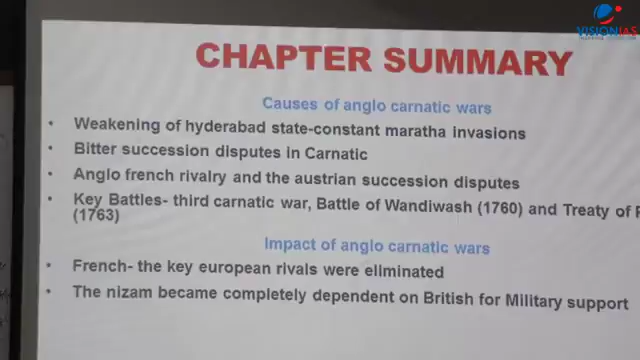 VISIONIAS
CHAPTER SUMMARY
Causes of anglo carnatic wars
• Weakening of hyderabad state-constant maratha invasions
• Bitter succession disputes in Carnatic
• Anglo french rivalry and the austrian succession disputes
• Key Battles- third carnatic war, Battle of Wandiwash (1760) and Treaty of
(1763)
Impact of anglo carnatic wars
• French- the key european rivals were eliminated
• The nizam became completely dependent on British for Military support